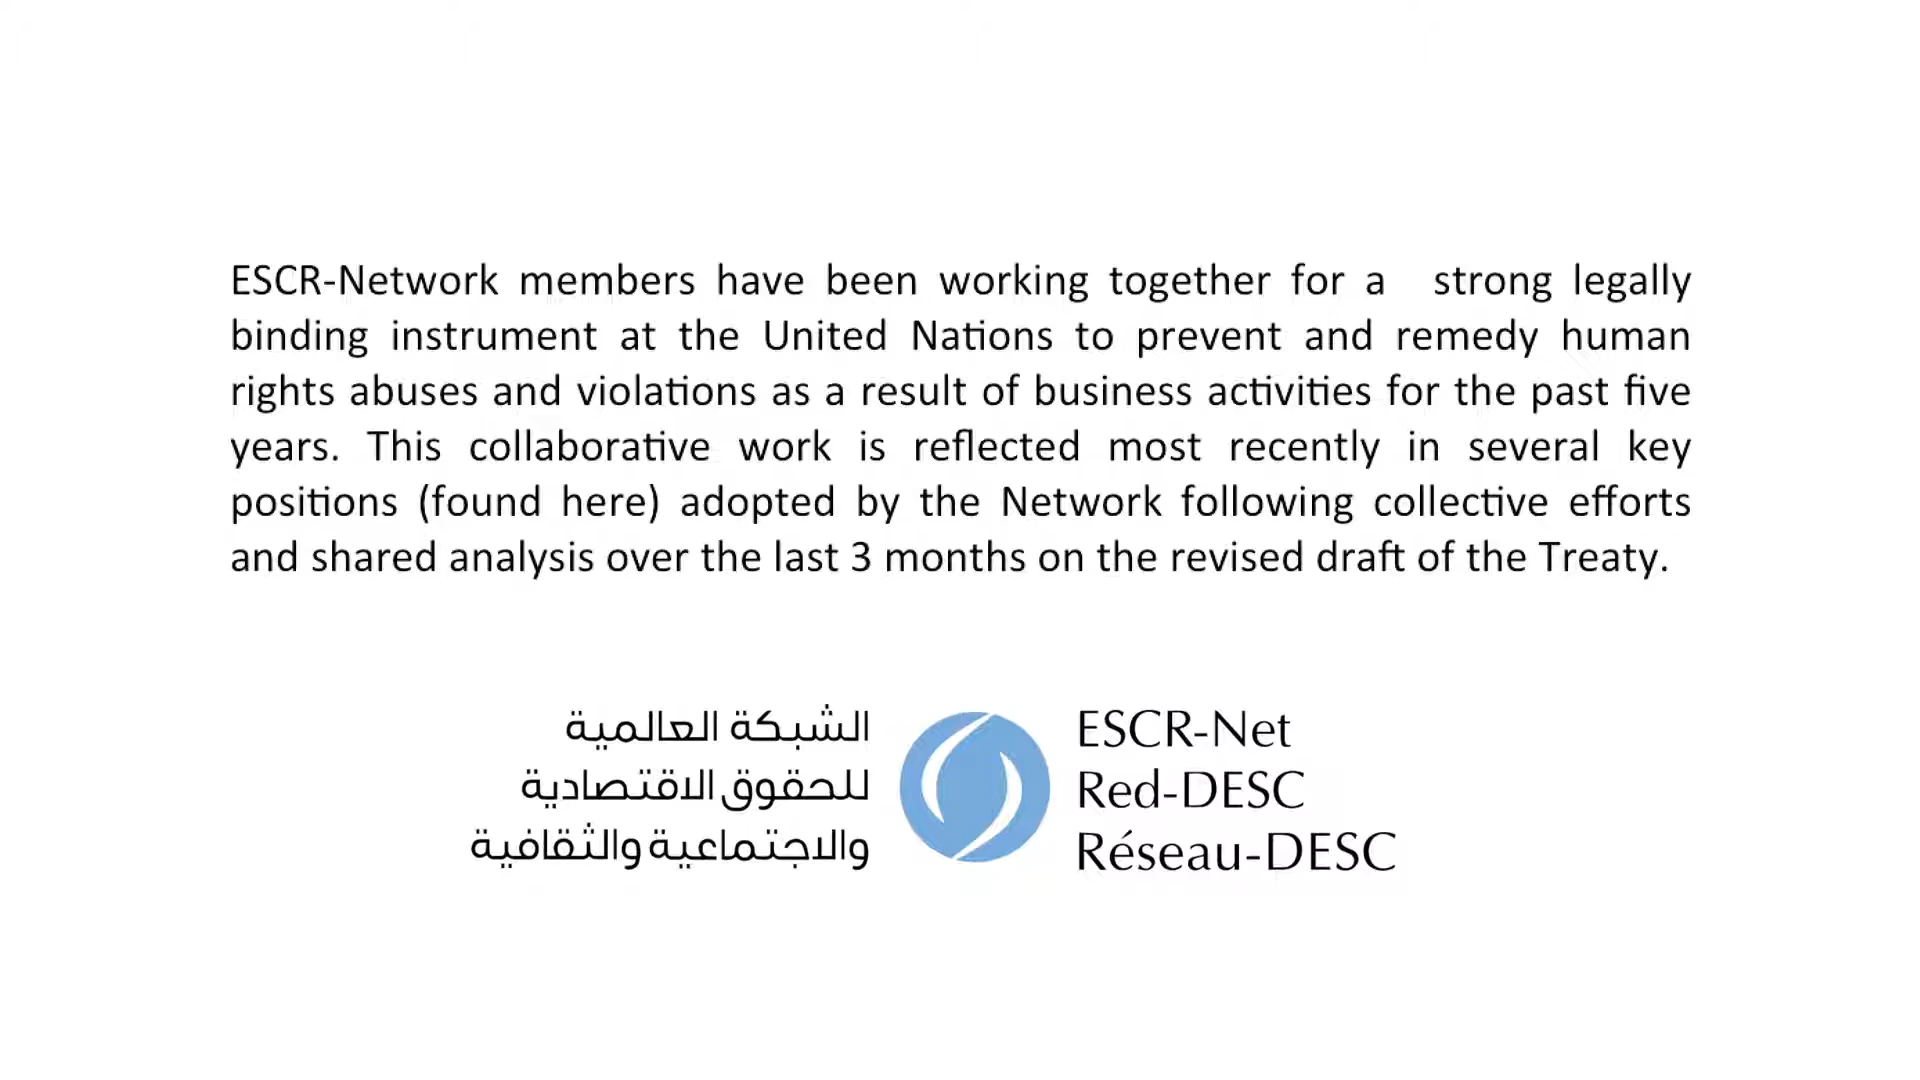 ESCR-Network members have been working together for a strong legally
binding instrument at the United Nations to prevent and remedy human
rights abuses and violations as a result of business activities for the past five
years. This collaborative work is reflected most recently in several key
positions (found here) adopted by the Network following collective efforts
and shared analysis over the last 3 months on the revised draft of the Treaty.
الشبكة العالمية
للحقوق الاقتصادية
والاجتماعية والثقافية
ESCR-Net
Red-DESC
Réseau-DESC